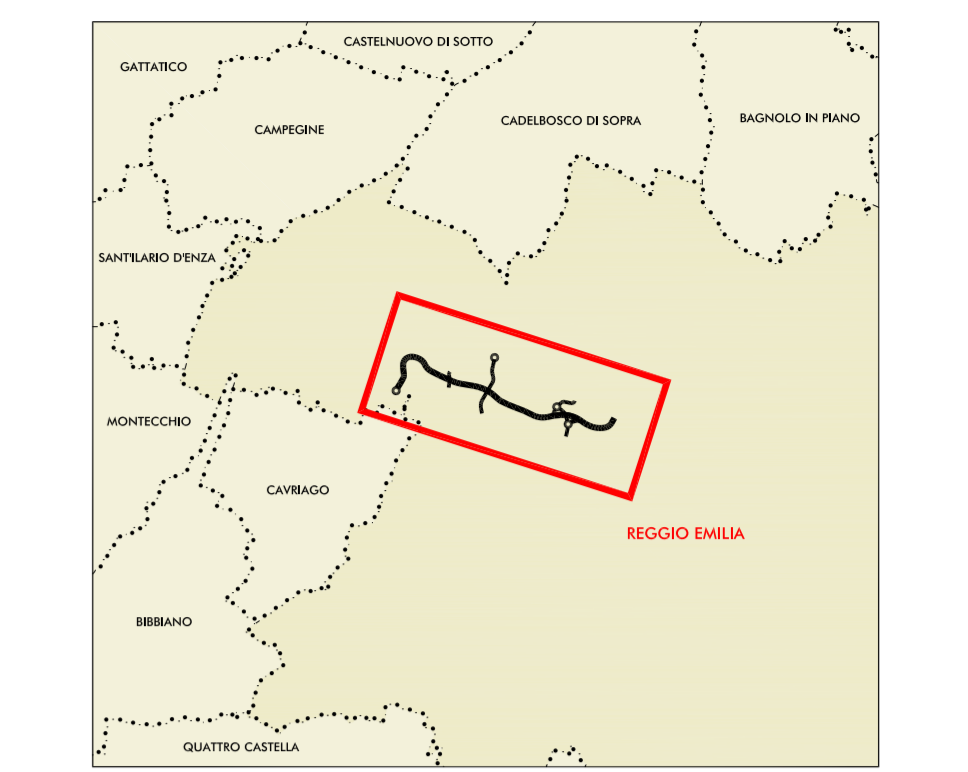 CASTELNUOVO DI SOTTO
GATTATICO
CAMPEGINE
CADELBOSCO DI SOPRA
BAGNOLO IN PIANO
SANT'ILARIO D'ENZA
MONTECCHIO
CAVRIAGO
REGGIO EMILIA
BIBBIANO
QUATTRO CASTELLA